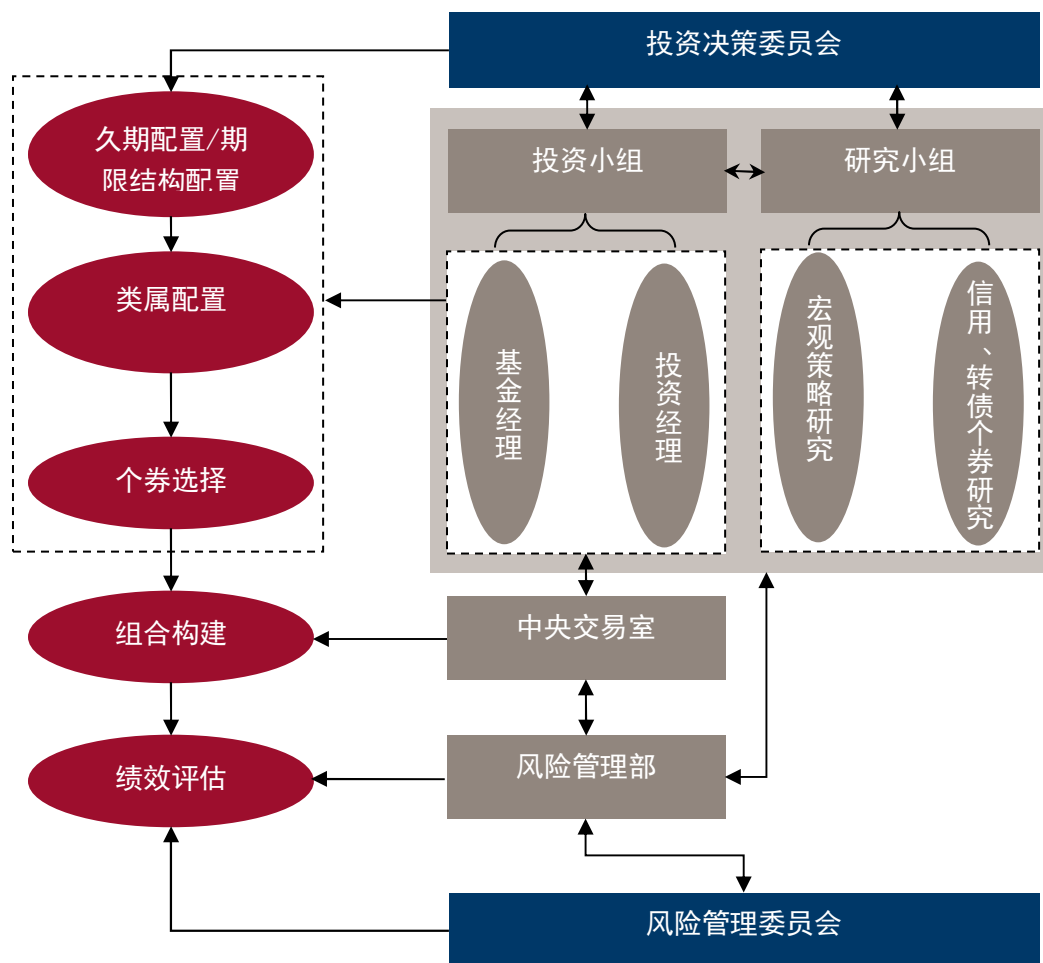 投资决策委员会
久期配置/期
限结构配置
投资小组
研究小组
类属配置
基金经理
投资经理
宏观策略研究
信用、转债个券研究
个券选择
组合构建
中央交易室
绩效评估
风险管理部
风险管理委员会